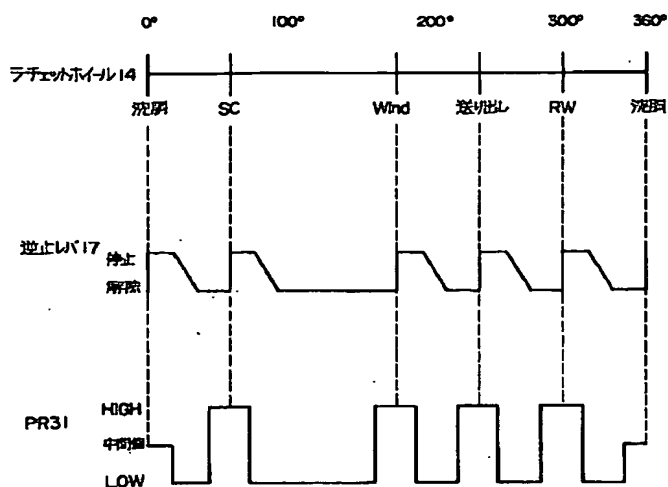 0° 100° 200° 300° 360°
ラチェットホイール14
沈胴 SC Wind 送り出し RW 沈胴
逆止レバ17
停止
解除
PR31
HIGH
中間値
LOW